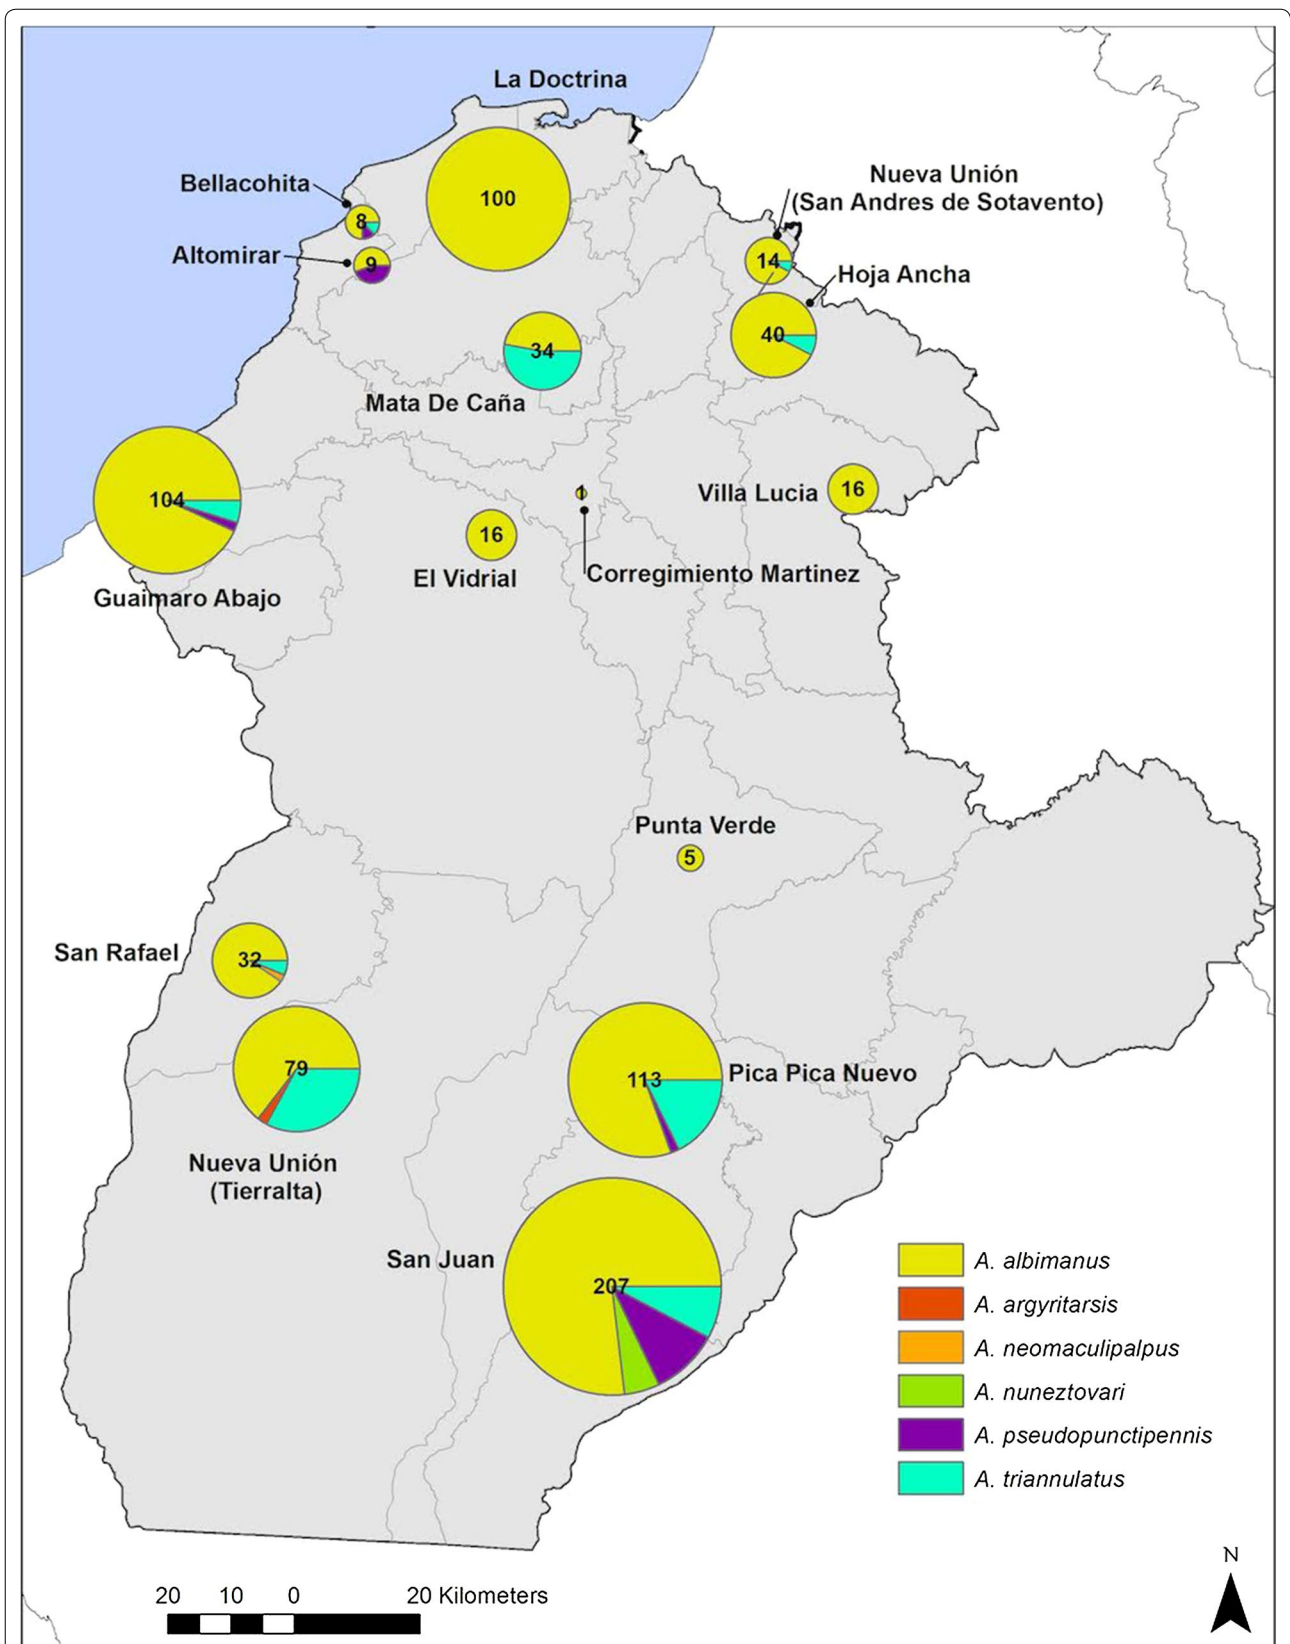 La Doctrina
Bellacohita
100
Nueva Unión
(San Andres de Sotavento)
8
Altomirar
9
14
Hoja Ancha
40
34
Mata De Caña
104
1
Villa Lucia
16
16
El Vidrial
Corregimiento Martinez
Guaimaro Abajo
Punta Verde
5
San Rafael
32
79
113
Pica Pica Nuevo
Nueva Unión
(Tierralta)
San Juan
207
A. albimanus
A. argyritarsis
A. neomaculipalpus
A. nuneztovari
A. pseudopunctipennis
A. triannulatus
N
20 10 0 20 Kilometers